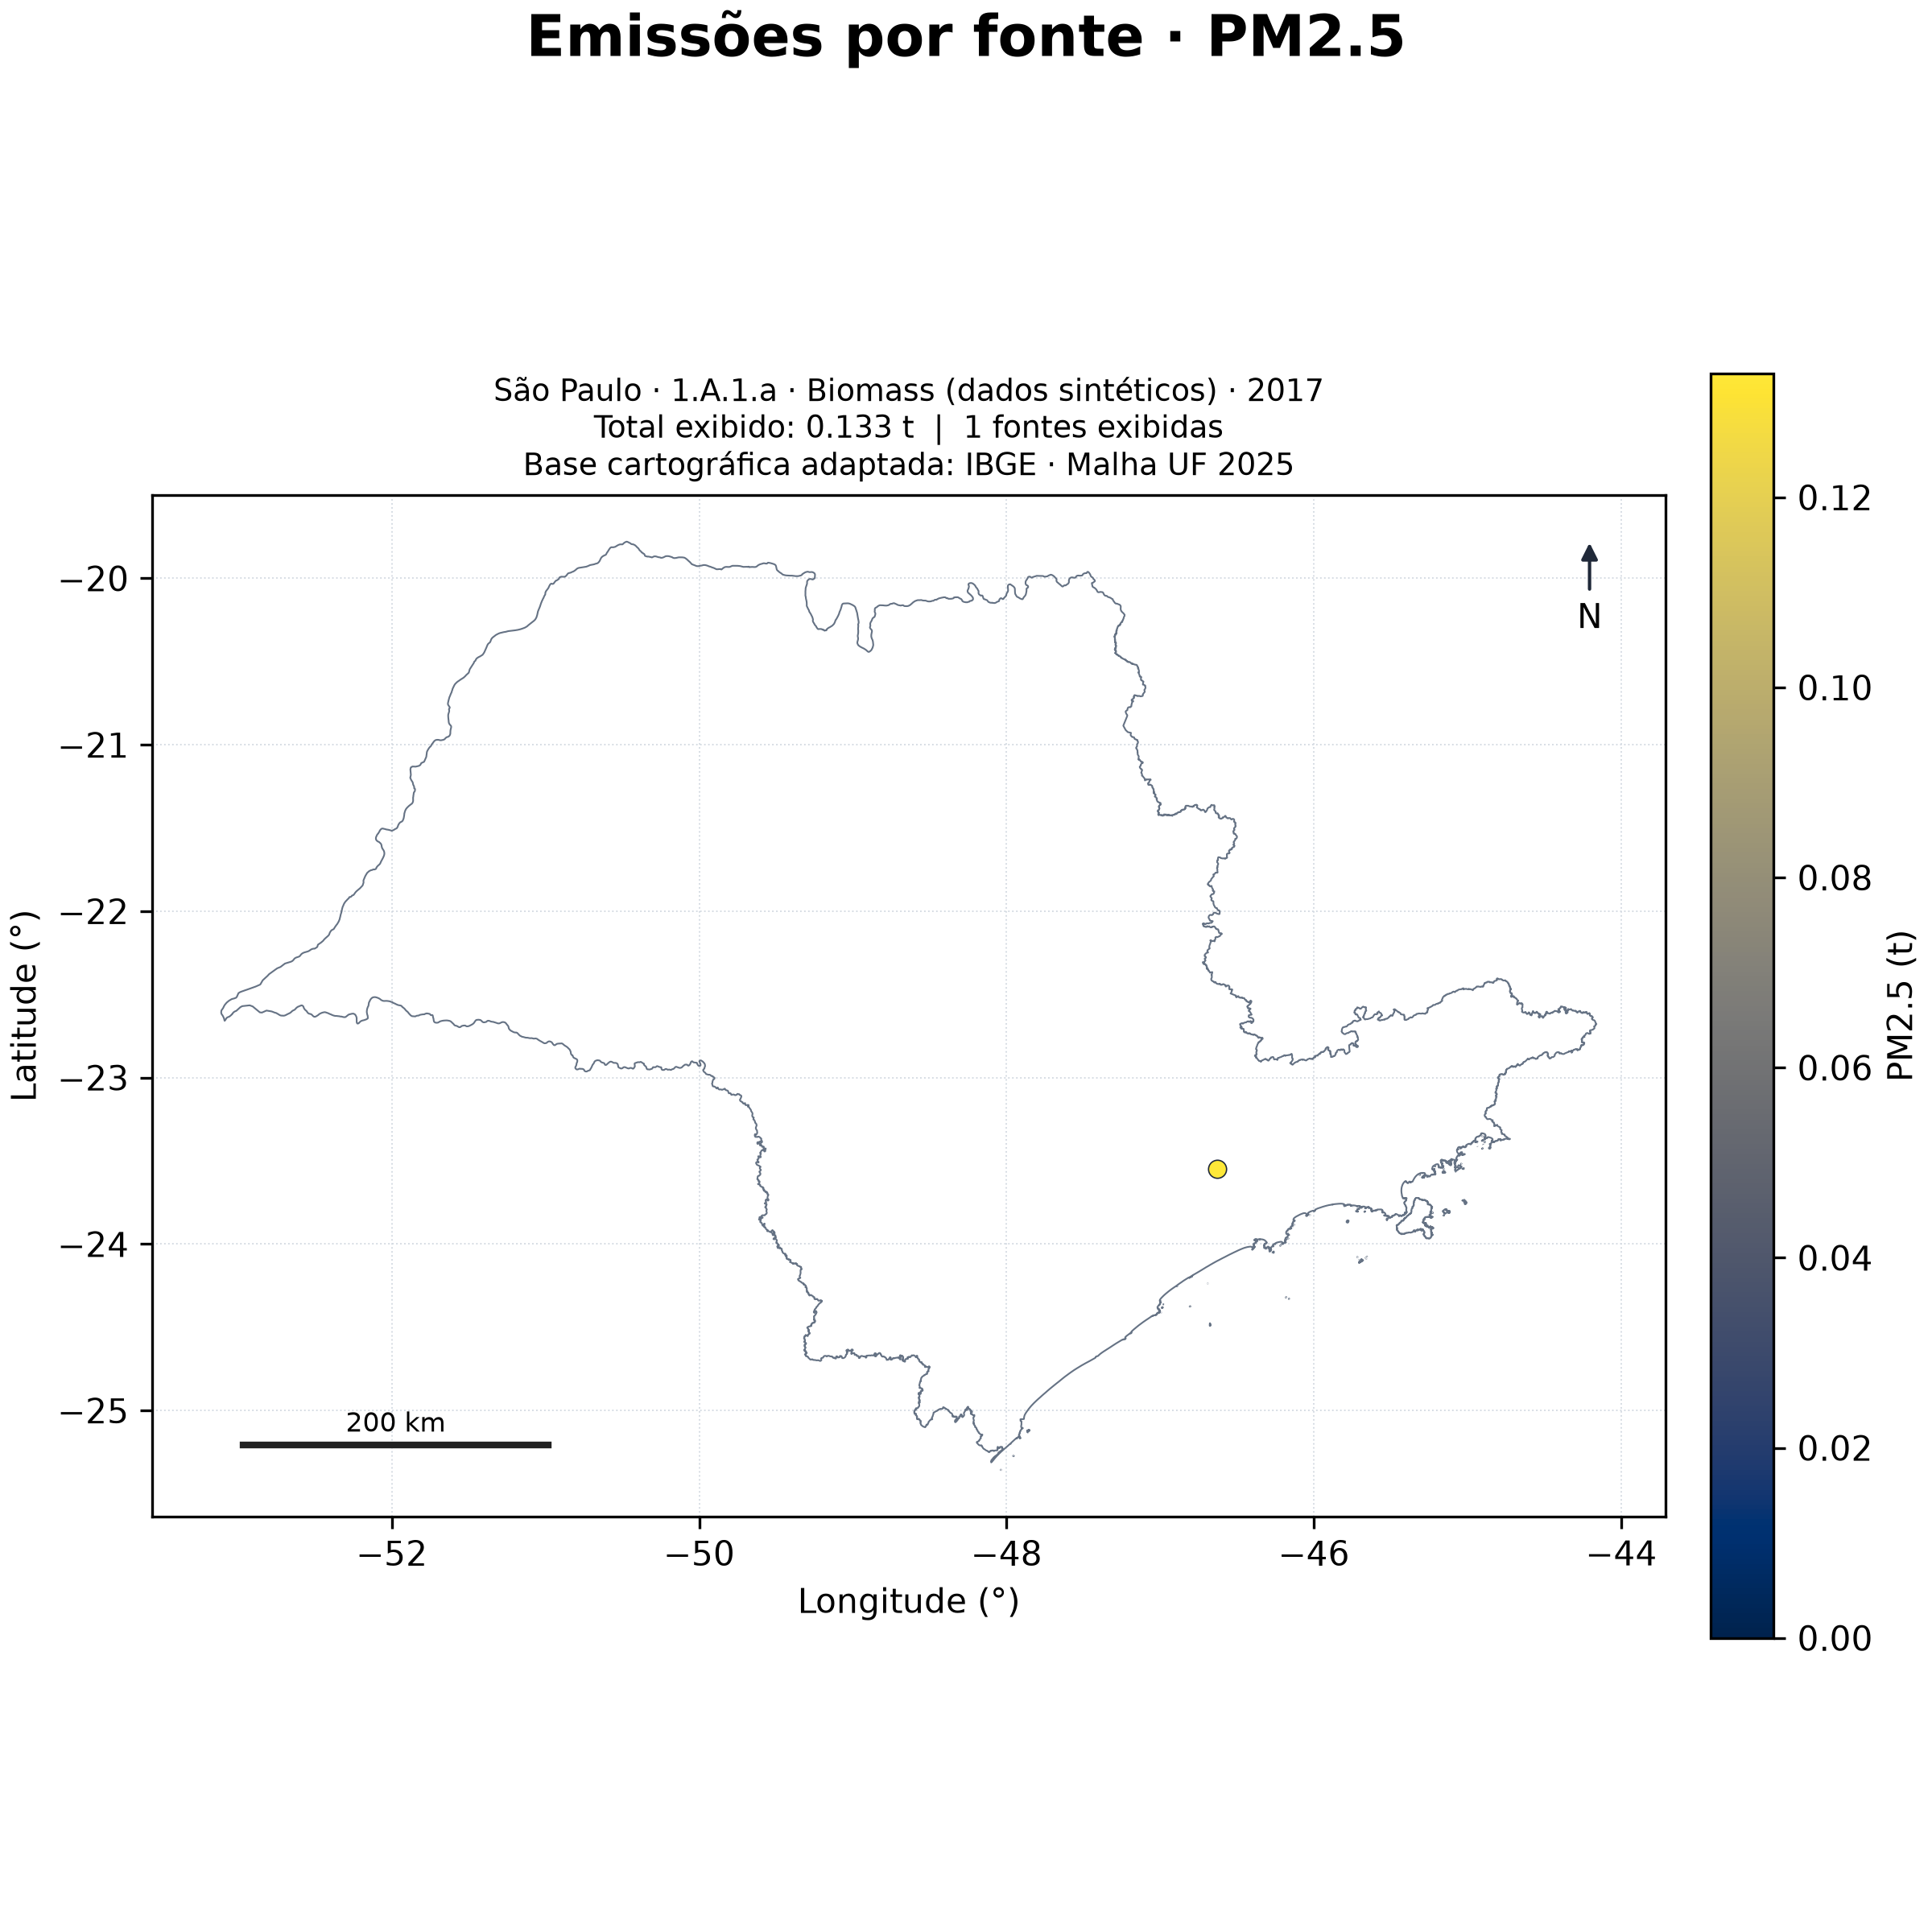 Emissões por fonte · PM2.5
São Paulo · 1.A.1.a · Biomass (dados sintéticos) · 2017
Total exibido: 0.133 t | 1 fontes exibidas
Base cartográfica adaptada: IBGE · Malha UF 2025
−20
−21
−22
−23
−24
−25
Latitude (°)
N
200 km
−52
−50
−48
−46
−44
Longitude (°)
0.12
0.10
0.08
0.06
0.04
0.02
0.00
PM2.5 (t)